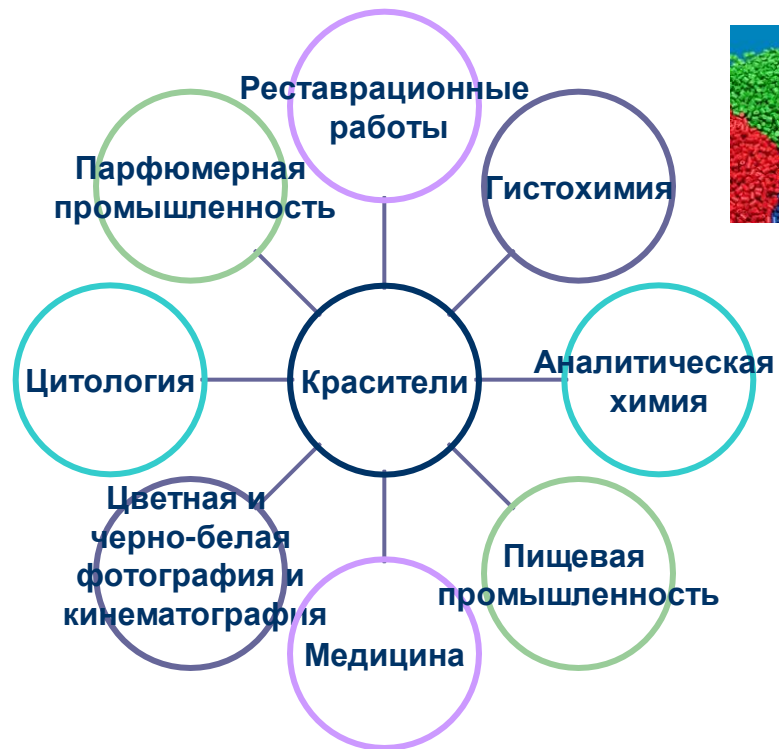 Реставрационные
работы
Парфюмерная
промышленность
Гистохимия
Цитология
Красители
Аналитическая
химия
Цветная и
черно-белая
фотография и
кинематография
Пищевая
промышленность
Медицина